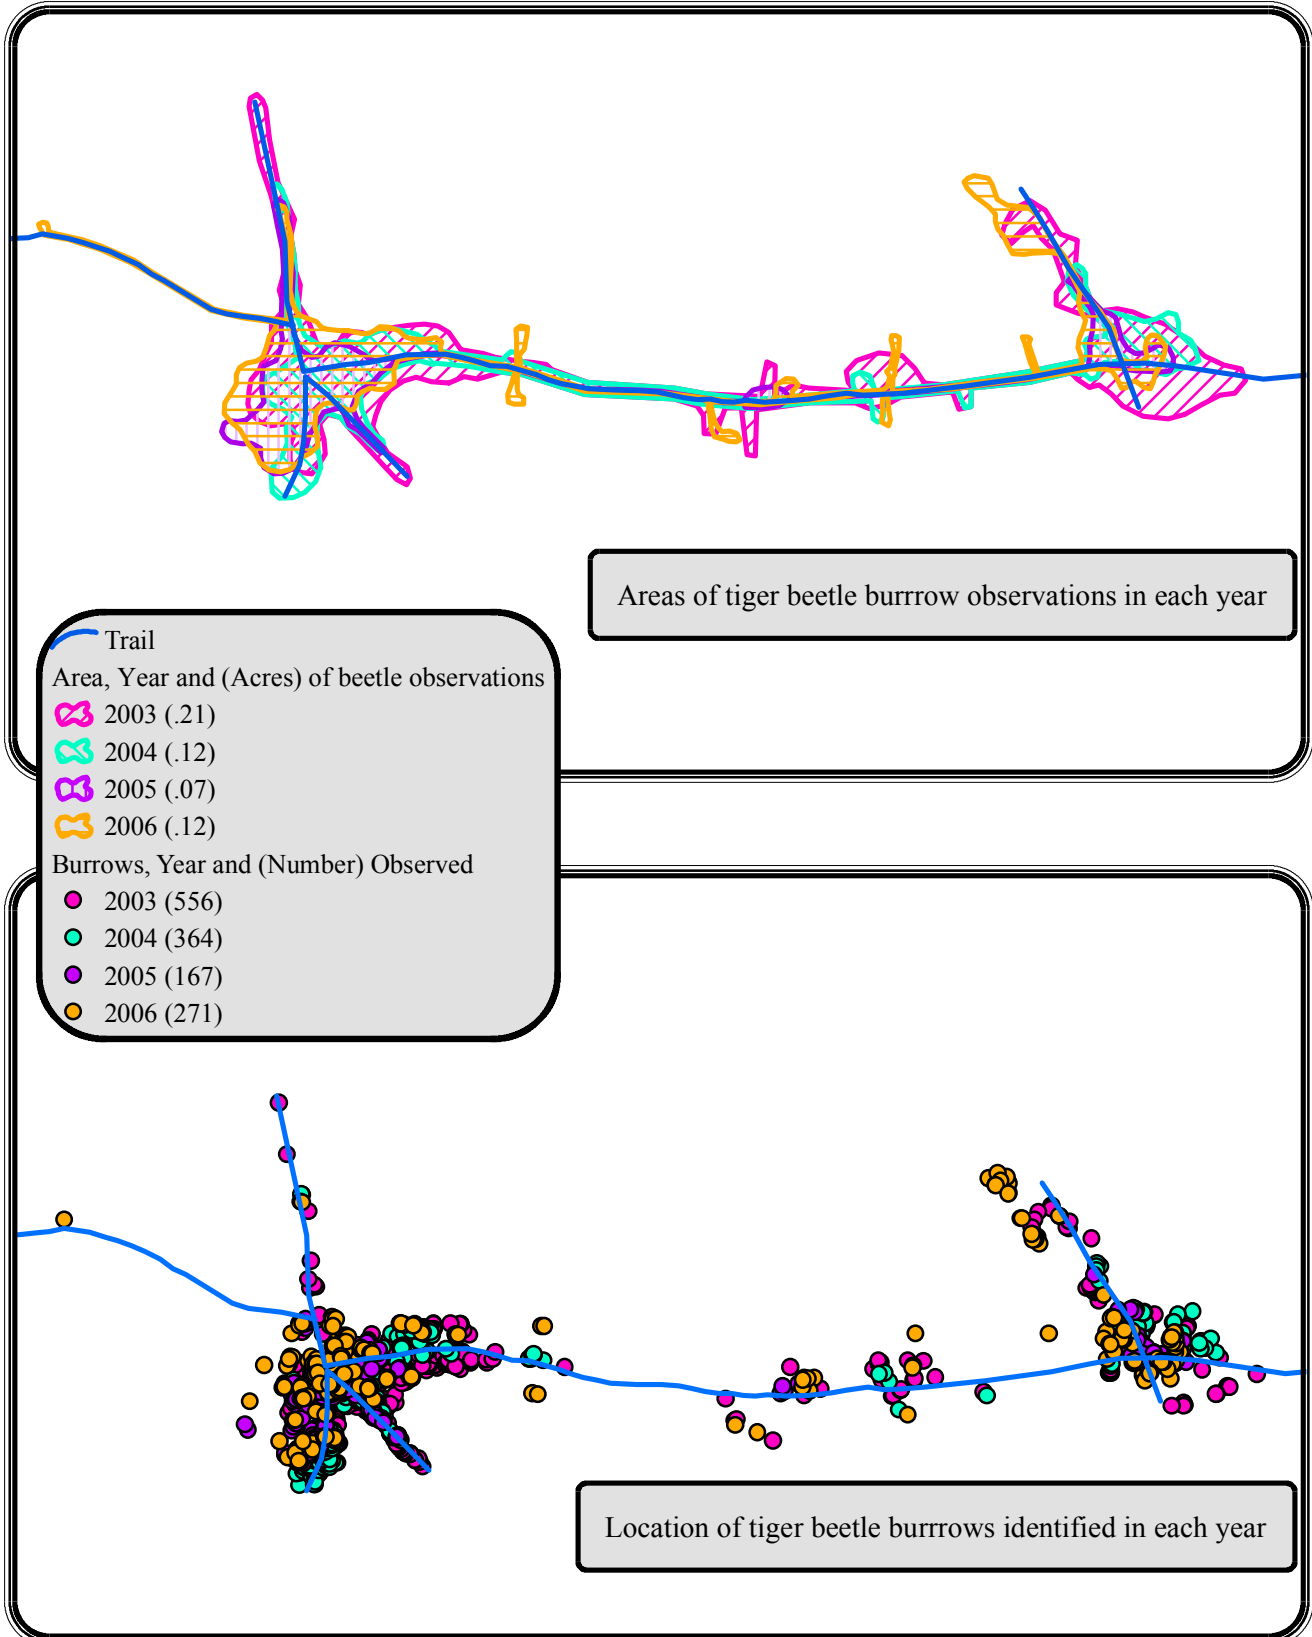 Areas of tiger beetle burrrow observations in each year
Trail
Area, Year and (Acres) of beetle observations
2003 (.21)
2004 (.12)
2005 (.07)
2006 (.12)
Burrows, Year and (Number) Observed
2003 (556)
2004 (364)
2005 (167)
2006 (271)
Location of tiger beetle burrrows identified in each year